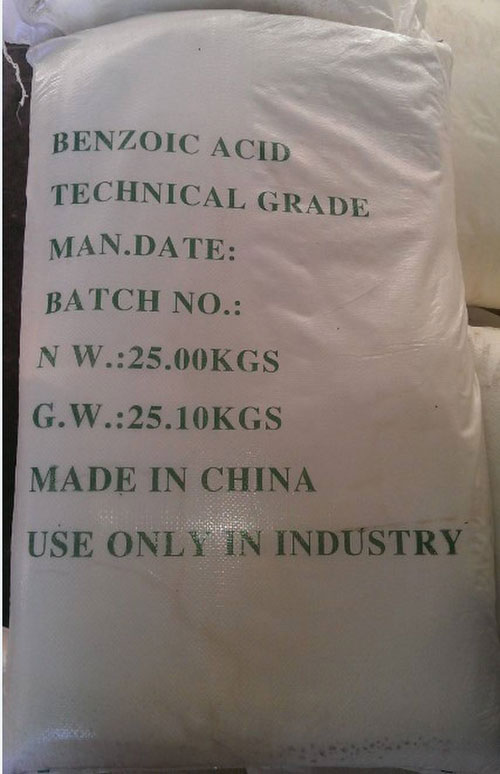 BENZOIC ACID
TECHNICAL GRADE
MAN.DATE:
BATCH NO.:
N W.:25.00KGS
G.W.:25.10KGS
MADE IN CHINA
USE ONLY IN INDUSTRY